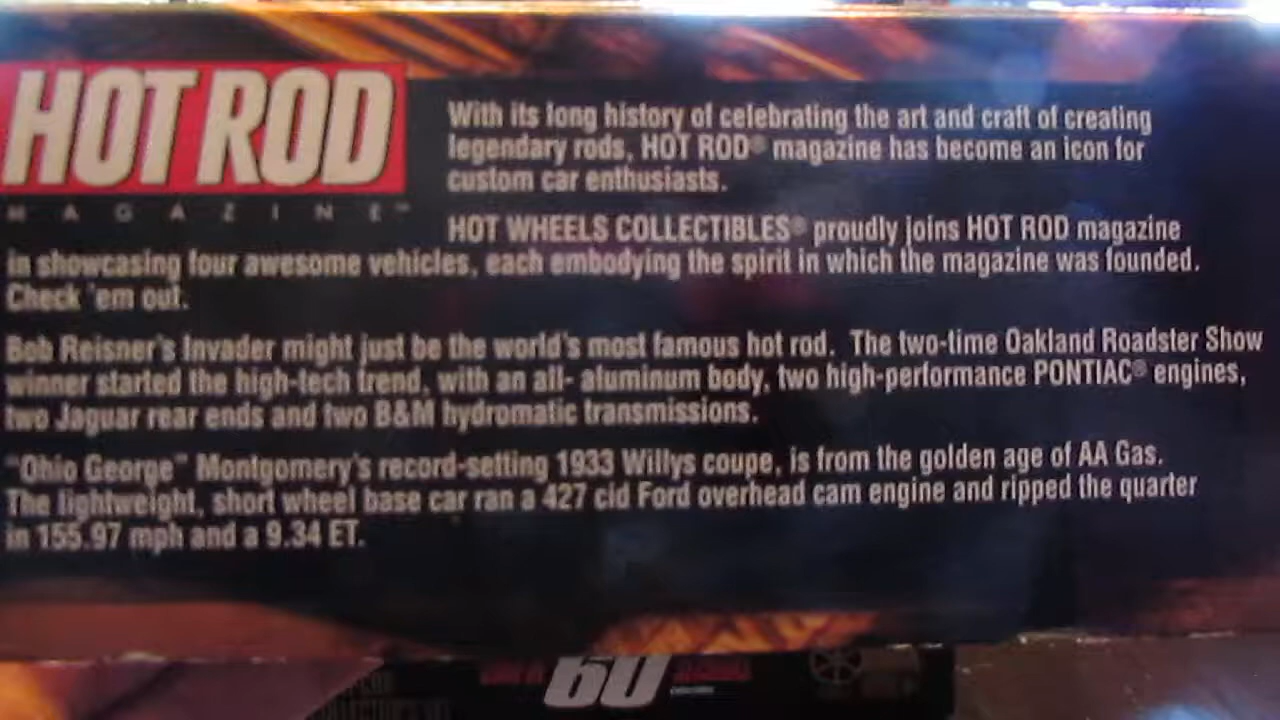 HOT ROD
MAGAZINE™
With its long history of celebrating the art and craft of creating
legendary rods, HOT ROD® magazine has become an icon for
custom car enthusiasts.
HOT WHEELS COLLECTIBLES® proudly joins HOT ROD magazine
in showcasing four awesome vehicles, each embodying the spirit in which the magazine was founded.
Check 'em out.
Bob Reisner's Invader might just be the world's most famous hot rod. The two-time Oakland Roadster Show
winner started the high-tech trend, with an all- aluminum body, two high-performance PONTIAC® engines,
two Jaguar rear ends and two B&M hydromatic transmissions.
"Ohio George" Montgomery's record-setting 1933 Willys coupe, is from the golden age of AA Gas.
The lightweight, short wheel base car ran a 427 cid Ford overhead cam engine and ripped the quarter
in 155.97 mph and a 9.34 ET.
60